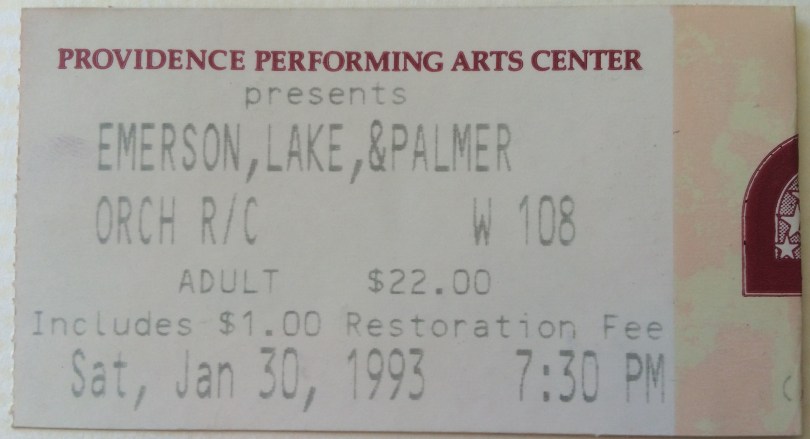 PROVIDENCE PERFORMING ARTS CENTER
presents
EMERSON,LAKE,&PALMER
ORCH R/C W 108
ADULT $22.00
Includes $1.00 Restoration Fee
Sat, Jan 30, 1993 7:30 PM